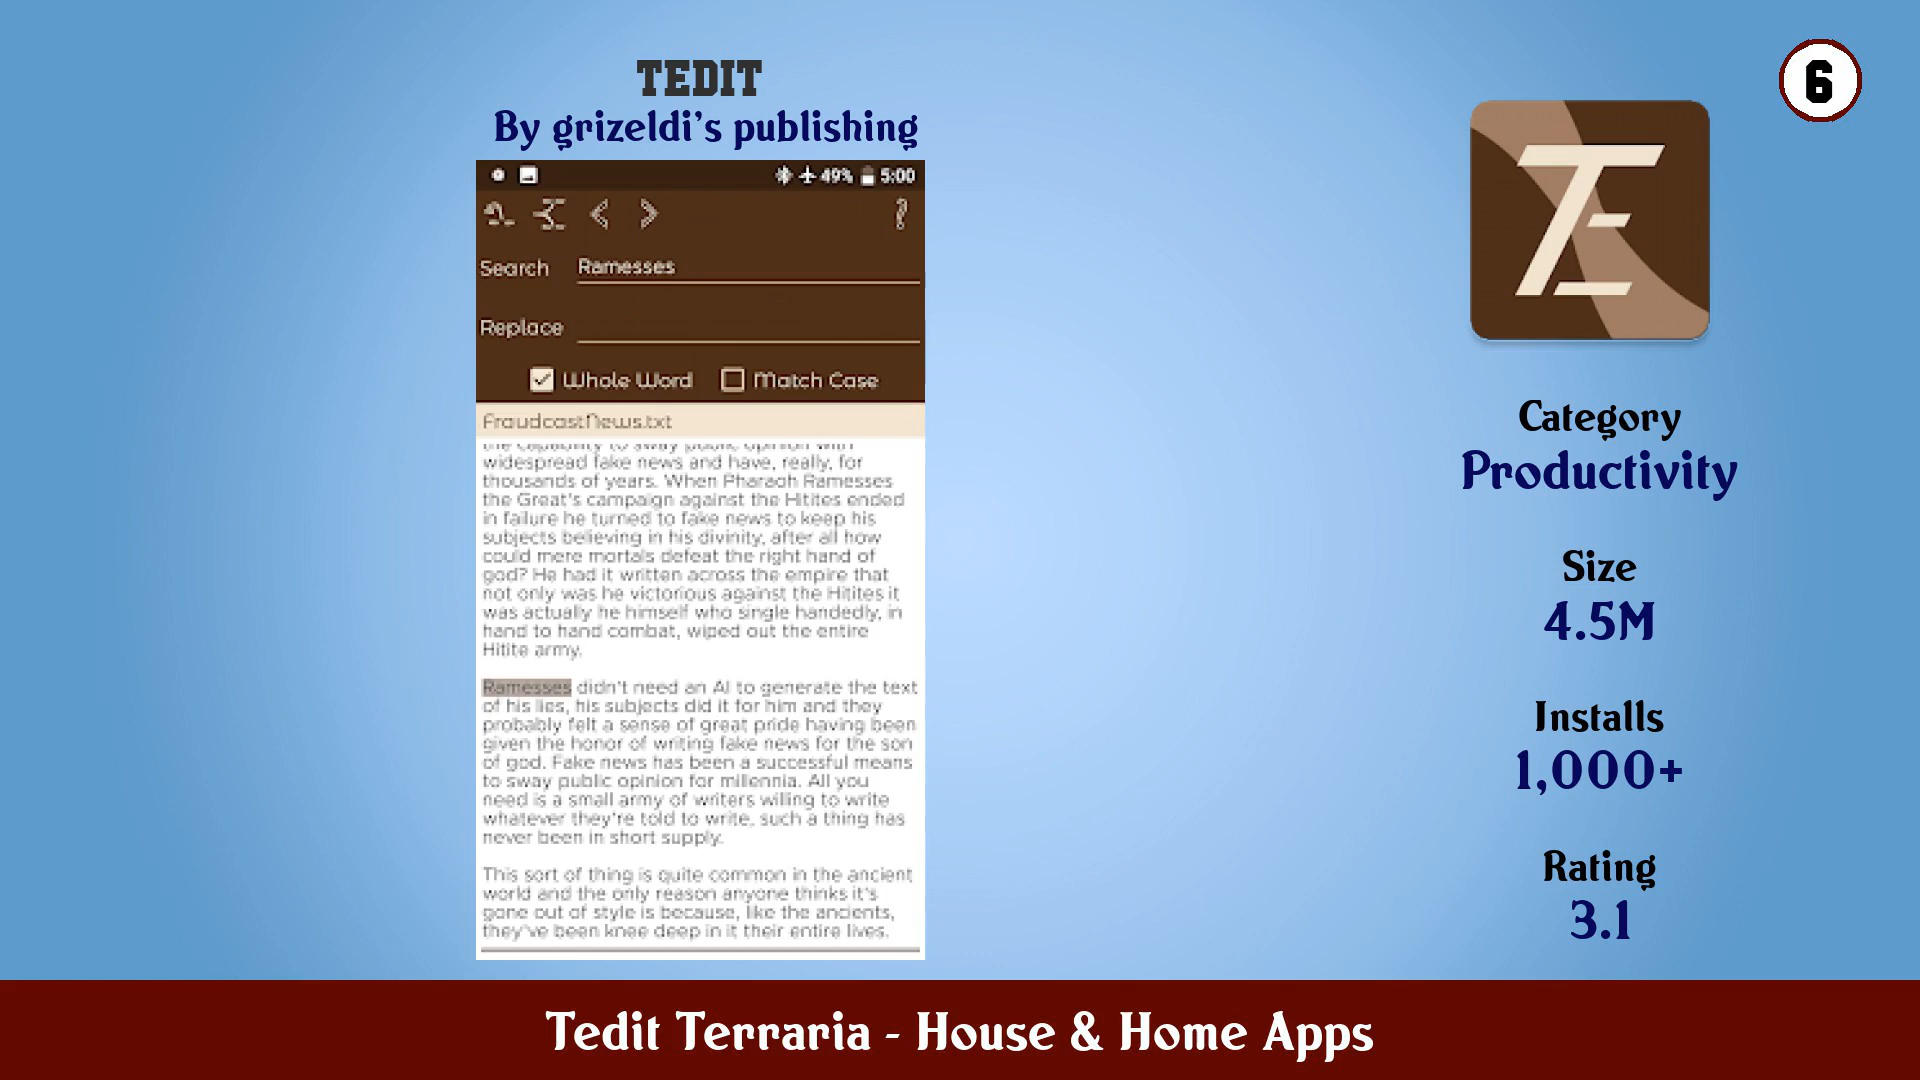 TEDIT
By grizeldi's publishing
6
49% 5:00
Search Ramesses
Replace
Whole Word Match Case
FraudcastNews.txt
the capability to sway public opinion with
widespread fake news and have, really, for
thousands of years. When Pharaoh Ramesses
the Great's campaign against the Hitites ended
in failure he turned to fake news to keep his
subjects believing in his divinity, after all how
could mere mortals defeat the right hand of
god? He had it written across the empire that
not only was he victorious against the Hitites it
was actually he himself who single handedly, in
hand to hand combat, wiped out the entire
Hitite army.
Ramesses didn't need an AI to generate the text
of his lies, his subjects did it for him and they
probably felt a sense of great pride having been
given the honor of writing fake news for the son
of god. Fake news has been a successful means
to sway public opinion for millennia. All you
need is a small army of writers willing to write
whatever they're told to write, such a thing has
never been in short supply.
This sort of thing is quite common in the ancient
world and the only reason anyone thinks it's
gone out of style is because, like the ancients,
they've been knee deep in it their entire lives.
TE
Category
Productivity
Size
4.5M
Installs
1,000+
Rating
3.1
Tedit Terraria - House & Home Apps